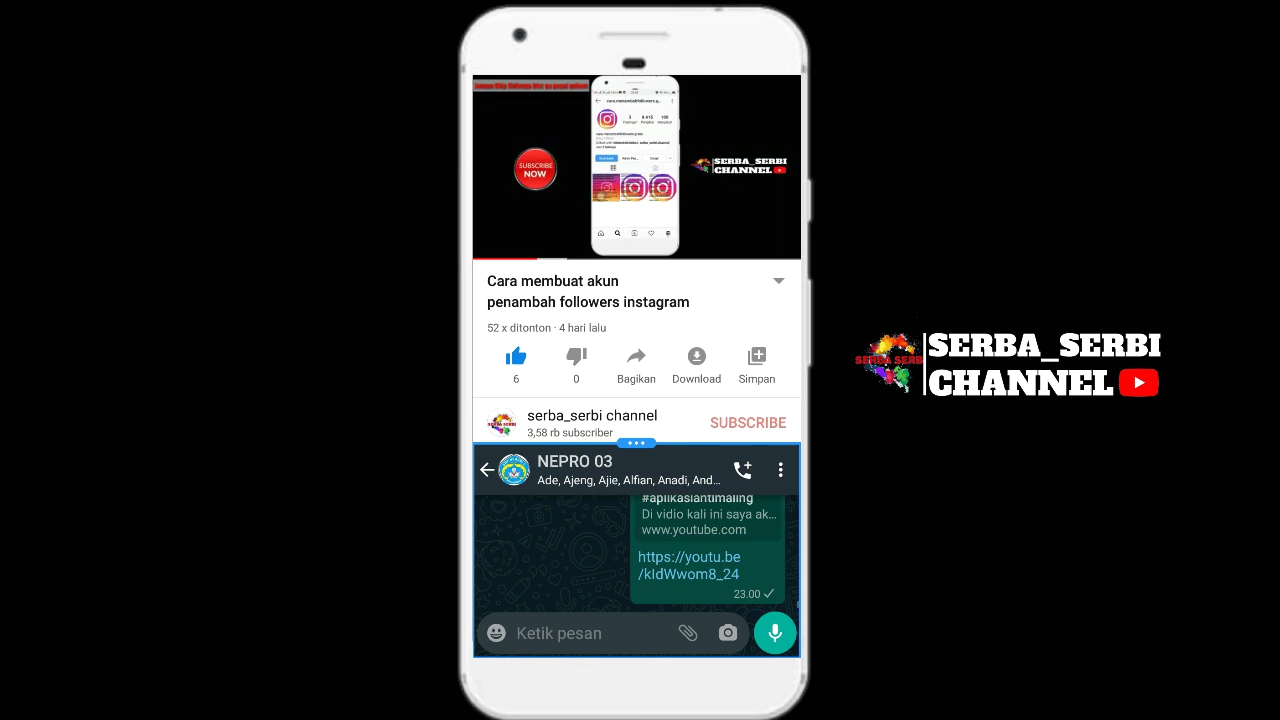 SUBSCRIBE
NOW
SERBA_SERBI
CHANNEL
Cara membuat akun
penambah followers instagram
52 x ditonton · 4 hari lalu
6
0
Bagikan
Download
Simpan
serba_serbi channel
SUBSCRIBE
3,58 rb subscriber
NEPRO 03
Ade, Ajeng, Ajie, Alfian, Anadi, And...
#aplikasiantimaling
Di vidio kali ini saya ak...
www.youtube.com
https://youtu.be
/kIdWwom8_24
23.00
Ketik pesan
SERBA_SERBI
CHANNEL